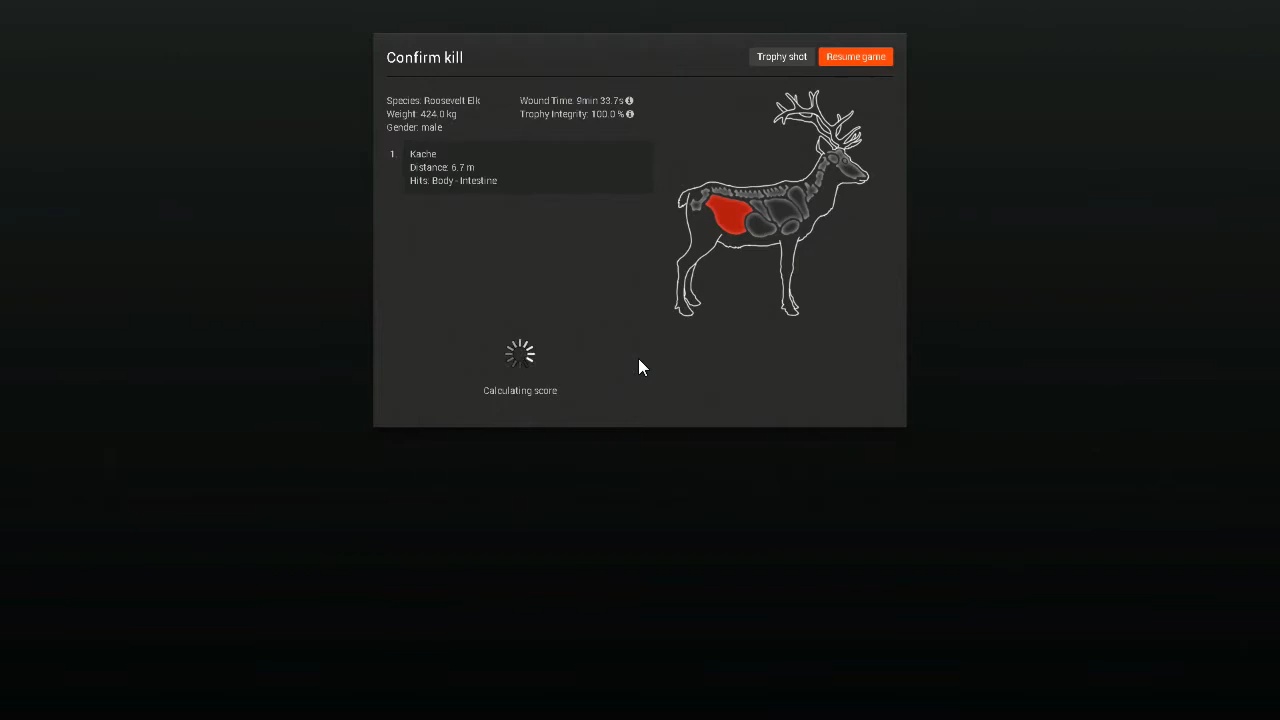 Confirm kill
Trophy shot
Resume game
Species: Roosevelt Elk
Weight: 424.0 kg
Gender: male
Wound Time: 9min 33.7s
Trophy Integrity: 100.0 %
1.
Kache
Distance: 6.7 m
Hits: Body - Intestine
Calculating score